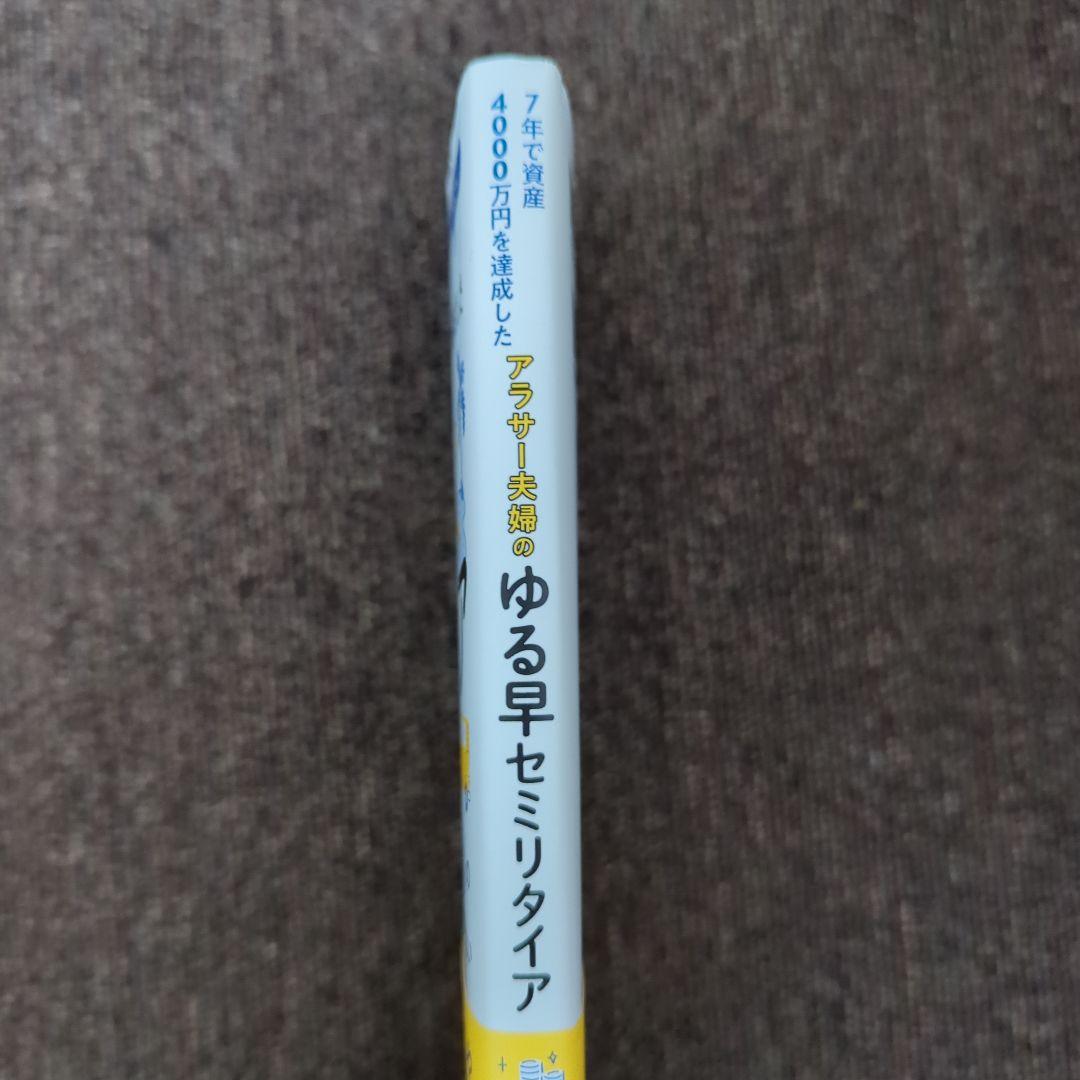 7年で資産
4000万円を達成した
アラサー夫婦の
ゆる早セミリタイア